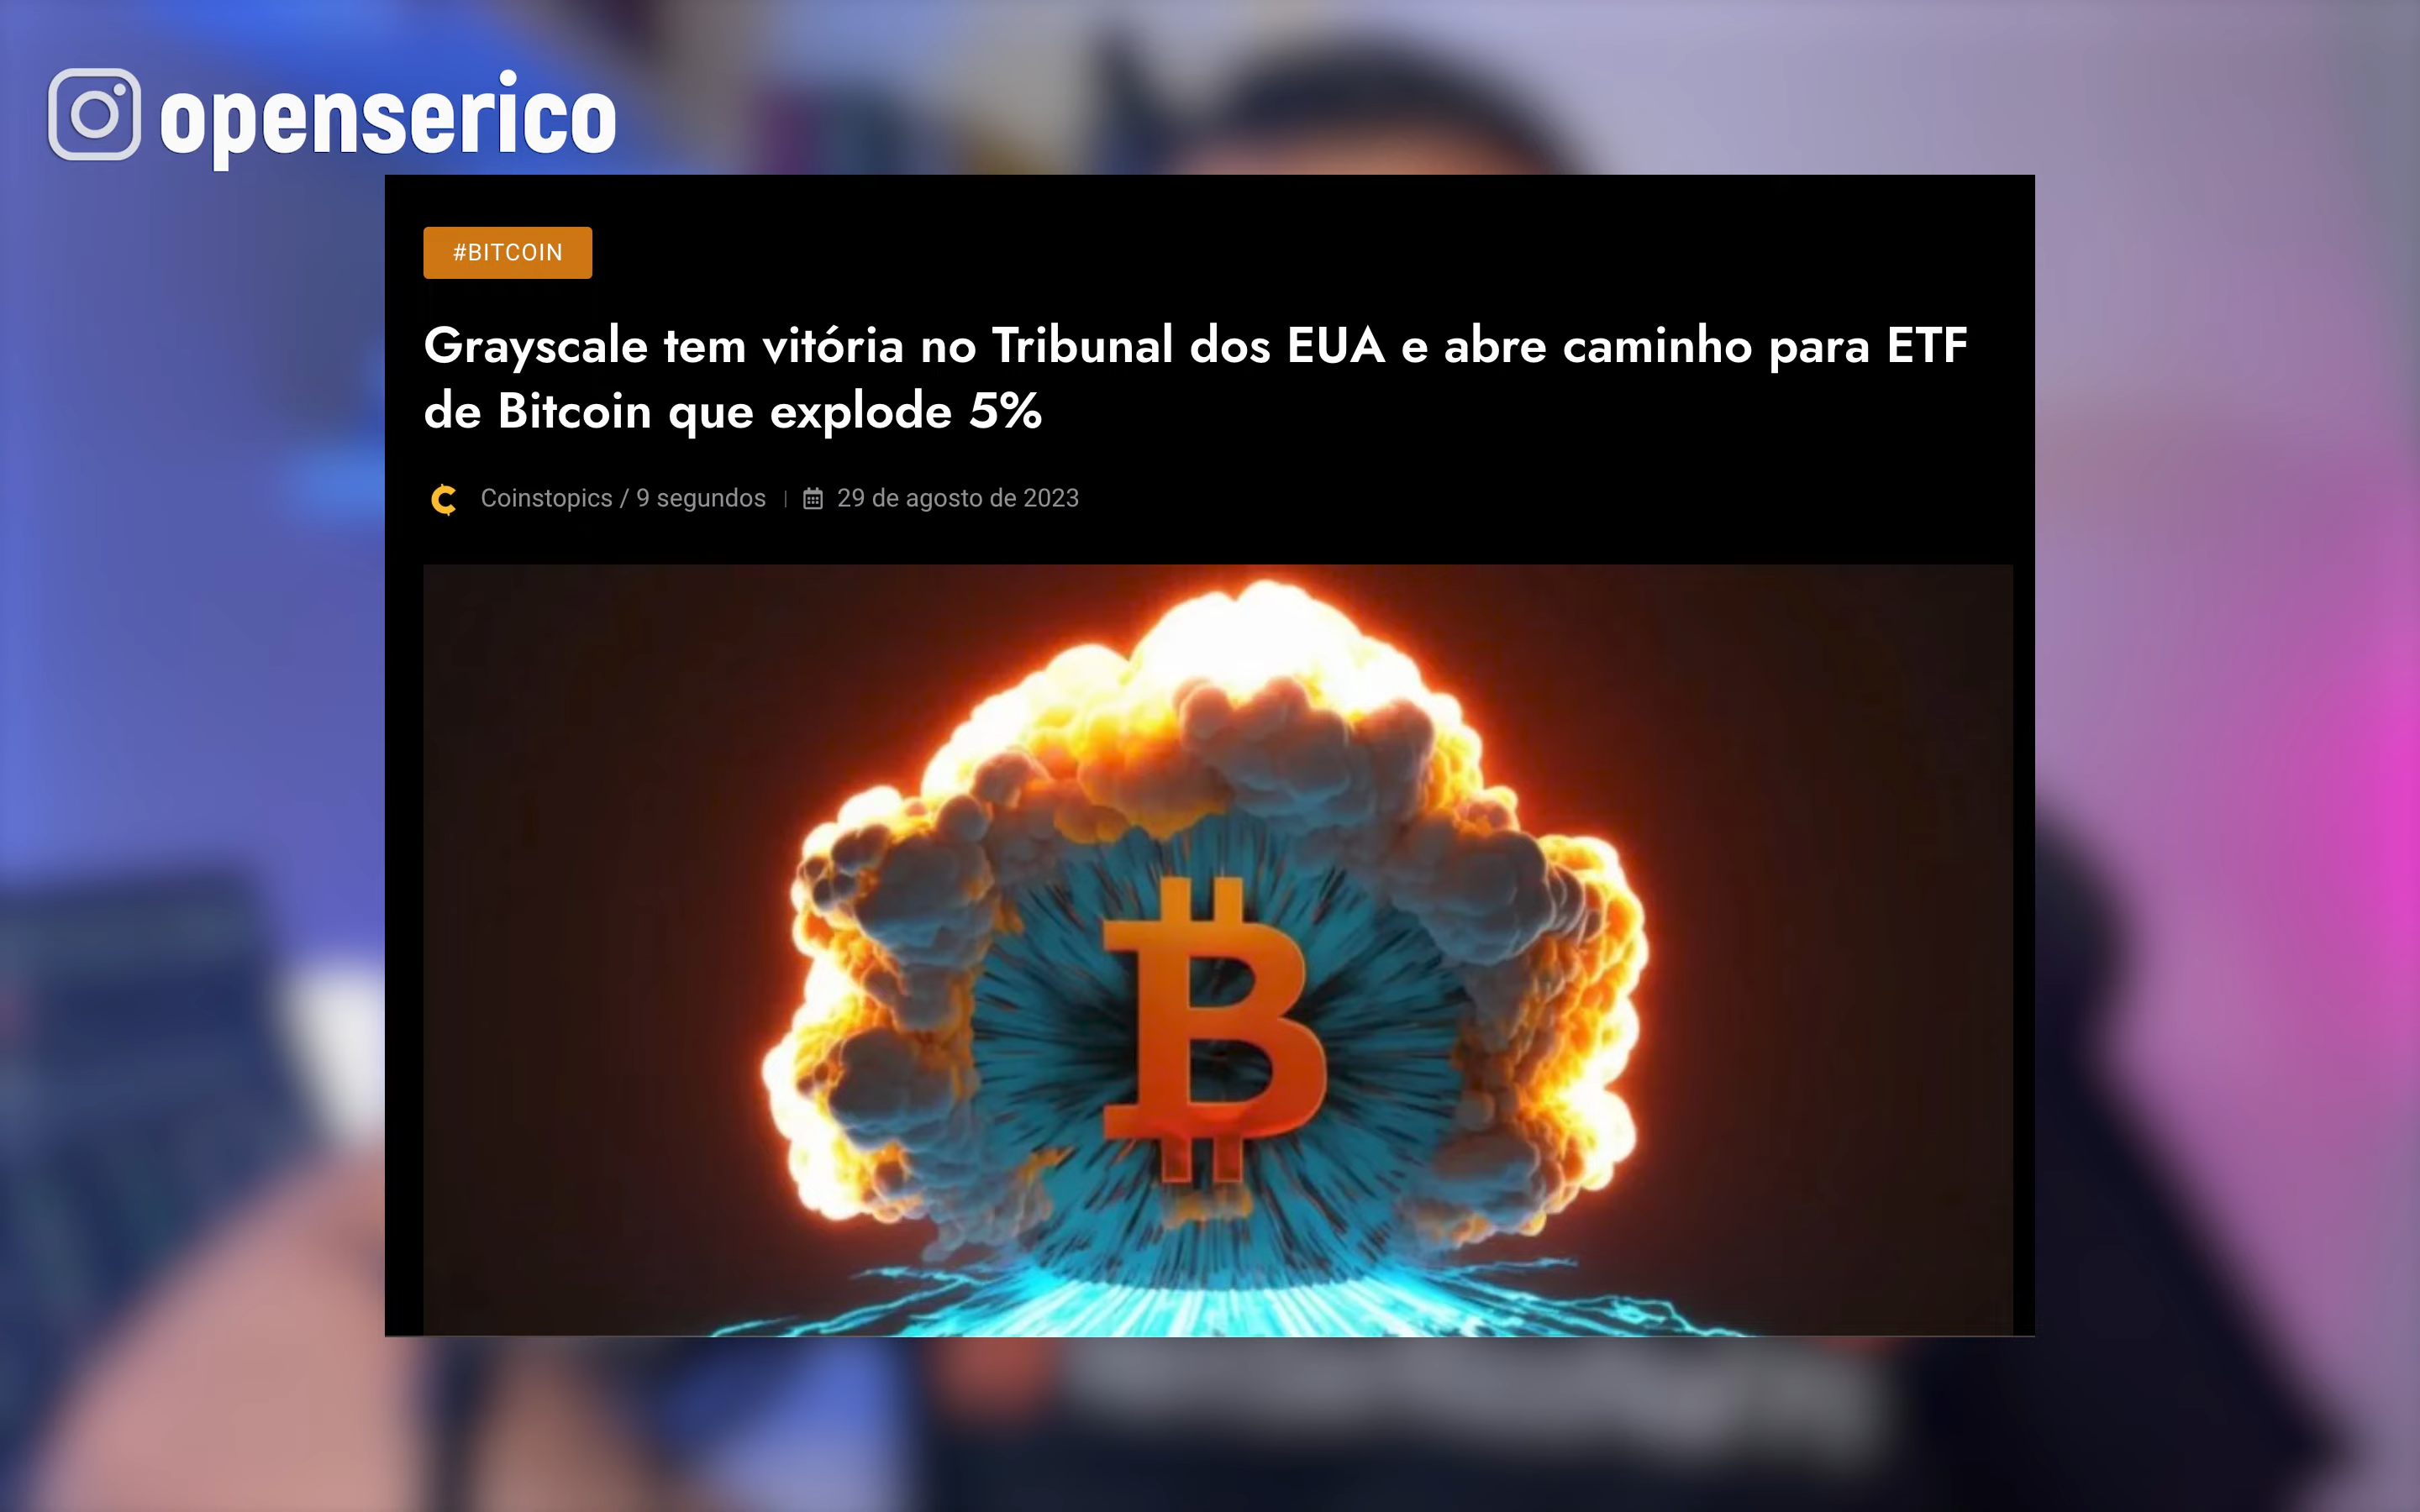 openserico
#BITCOIN
Grayscale tem vitória no Tribunal dos EUA e abre caminho para ETF
de Bitcoin que explode 5%
Coinstopics / 9 segundos | 29 de agosto de 2023